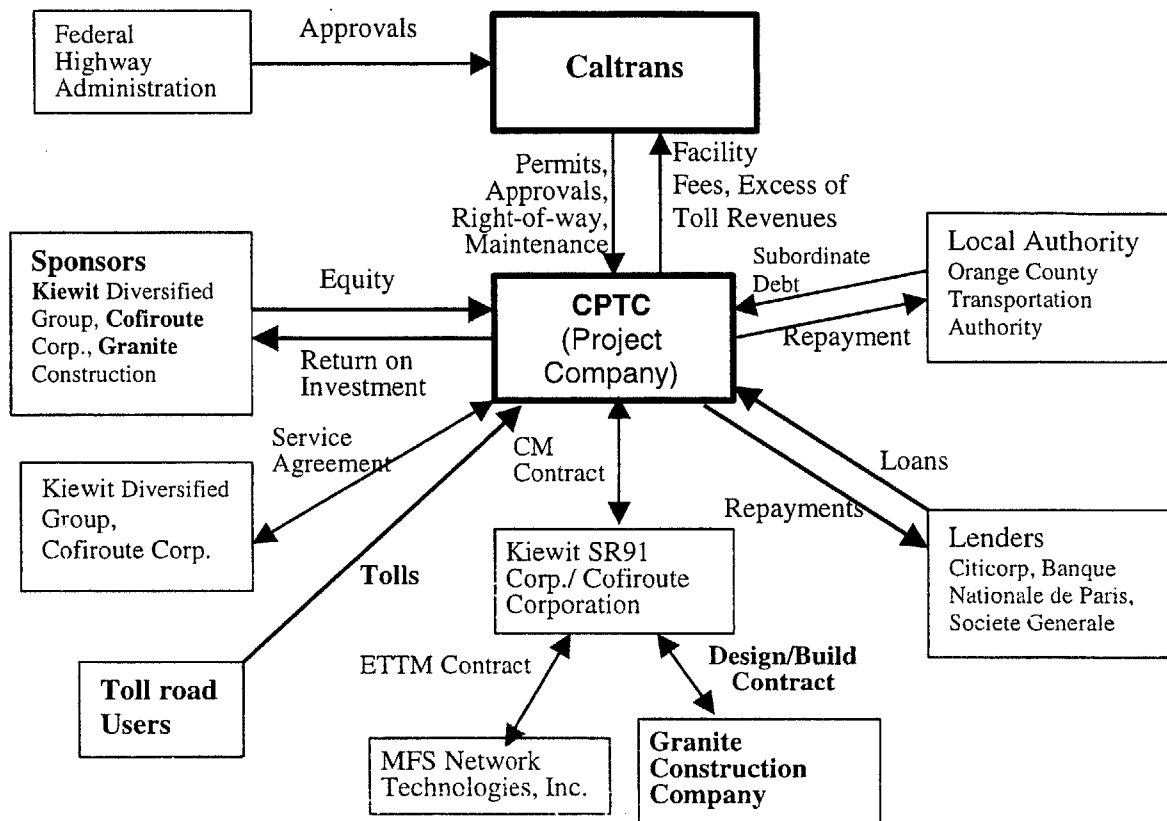 Federal
Highway
Administration
Approvals
Caltrans
Permits,
Approvals,
Right-of-way,
Maintenance
Facility
Fees, Excess of
Toll Revenues
Sponsors
Kiewit Diversified
Group, Cofiroute
Corp., Granite
Construction
Equity
Return on
Investment
CPTC
(Project
Company)
Subordinate
Debt
Repayment
Local Authority
Orange County
Transportation
Authority
Service
Agreement
CM
Contract
Loans
Repayments
Kiewit Diversified
Group,
Cofiroute Corp.
Tolls
Kiewit SR91
Corp./ Cofiroute
Corporation
Lenders
Citicorp, Banque
Nationale de Paris,
Societe Generale
Toll road
Users
ETTM Contract
Design/Build
Contract
MFS Network
Technologies, Inc.
Granite
Construction
Company